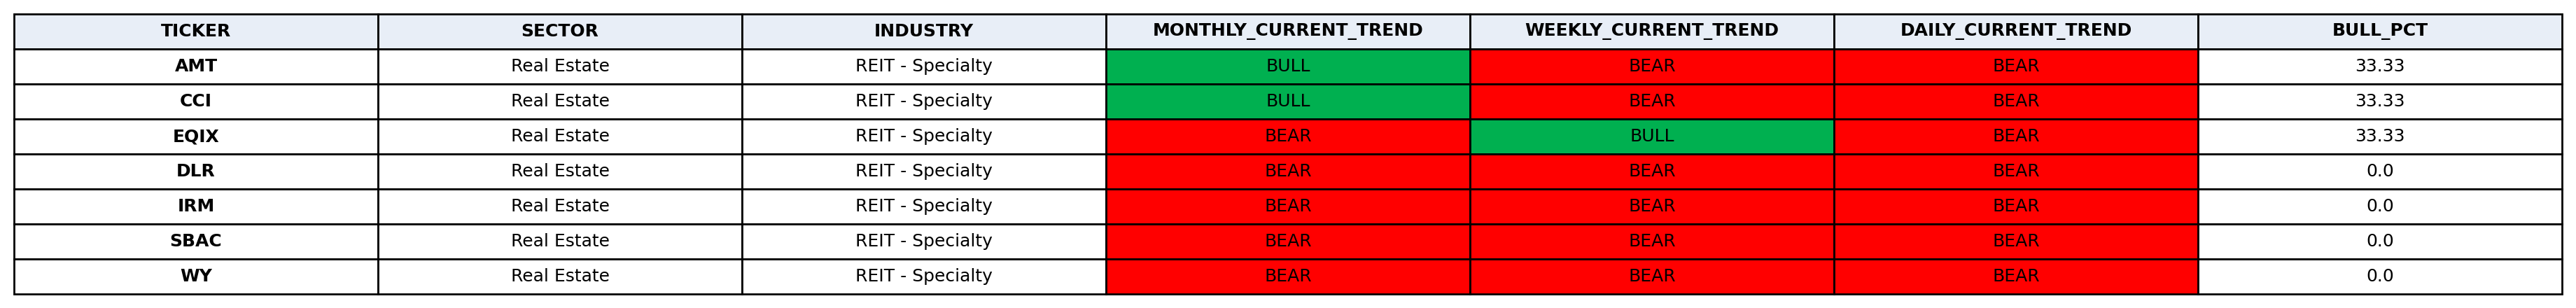 TICKER SECTOR INDUSTRY MONTHLY_CURRENT_TREND WEEKLY_CURRENT_TREND DAILY_CURRENT_TREND BULL_PCT
AMT Real Estate REIT - Specialty BULL BEAR BEAR 33.33
CCI Real Estate REIT - Specialty BULL BEAR BEAR 33.33
EQIX Real Estate REIT - Specialty BEAR BULL BEAR 33.33
DLR Real Estate REIT - Specialty BEAR BEAR BEAR 0.0
IRM Real Estate REIT - Specialty BEAR BEAR BEAR 0.0
SBAC Real Estate REIT - Specialty BEAR BEAR BEAR 0.0
WY Real Estate REIT - Specialty BEAR BEAR BEAR 0.0